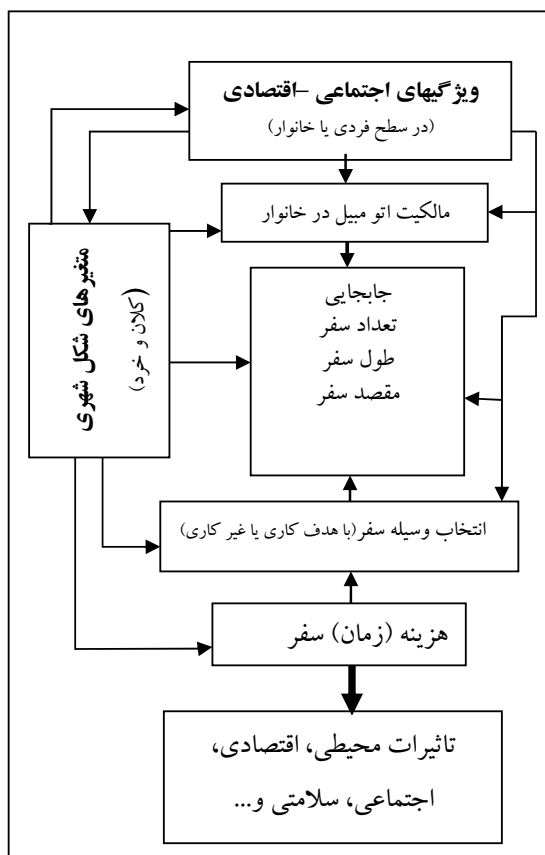 ویژگیهای اجتماعی –اقتصادی
(در سطح فردی یا خانوار)
مالکیت اتو مبیل در خانوار
متغیرهای شکل شهری
(کلان و خرد)
جابجایی
تعداد سفر
طول سفر
مقصد سفر
انتخاب وسیله سفر(با هدف کاری یا غیر کاری)
هزینه (زمان) سفر
تاثیرات محیطی، اقتصادی،
اجتماعی، سلامتی و...